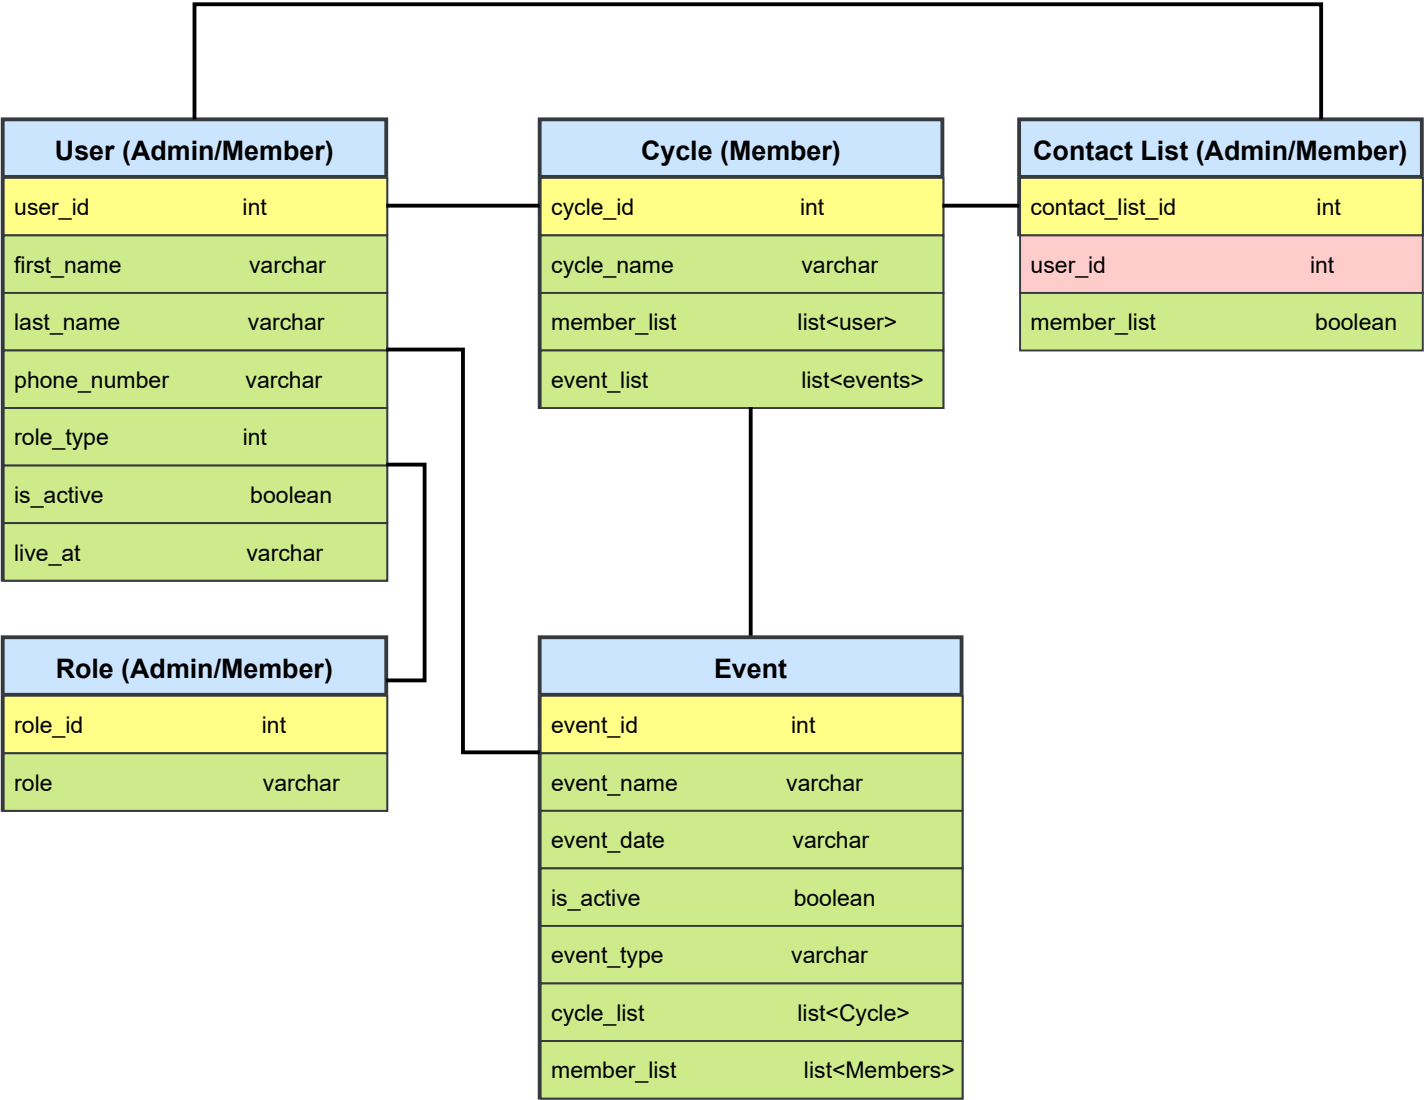 User (Admin/Member)
user_id int
first_name varchar
last_name varchar
phone_number varchar
role_type int
is_active boolean
live_at varchar
Cycle (Member)
cycle_id int
cycle_name varchar
member_list list<user>
event_list list<events>
Contact List (Admin/Member)
contact_list_id int
user_id int
member_list boolean
Role (Admin/Member)
role_id int
role varchar
Event
event_id int
event_name varchar
event_date varchar
is_active boolean
event_type varchar
cycle_list list<Cycle>
member_list list<Members>